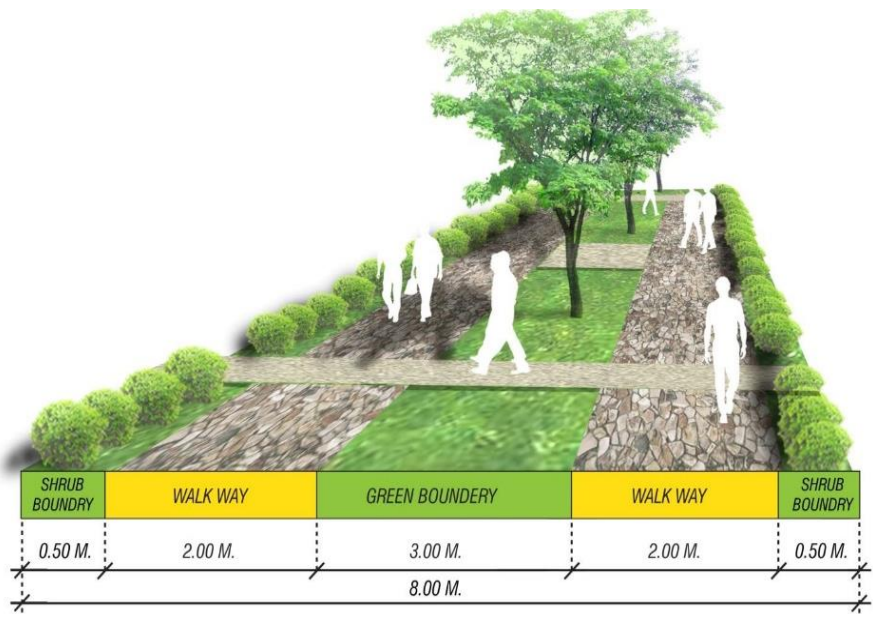 SHRUB
BOUNDRY
WALK WAY
GREEN BOUNDERY
WALK WAY
SHRUB
BOUNDRY
0.50 M.
2.00 M.
3.00 M.
2.00 M.
0.50 M.
8.00 M.